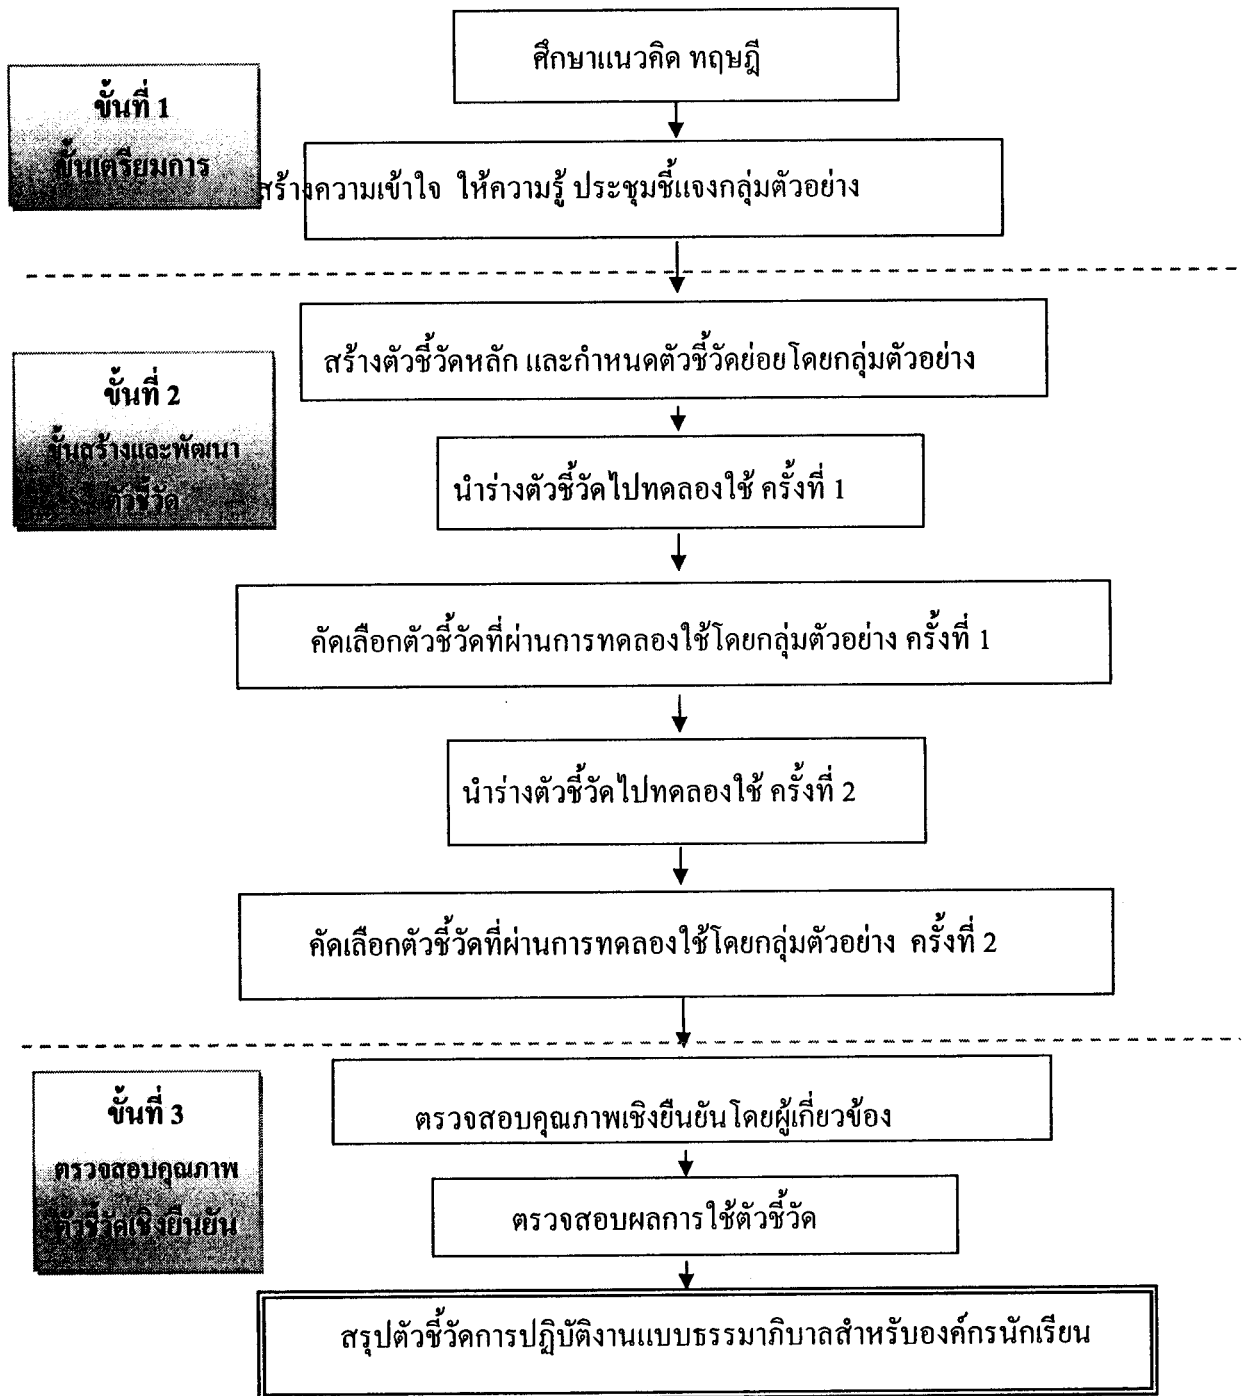 ศึกษาแนวคิด ทฤษฎี
ขั้นที่ 1
ขั้นเตรียมการ
สร้างความเข้าใจ ให้ความรู้ ประชุมชี้แจงกลุ่มตัวอย่าง
สร้างตัวชี้วัดหลัก และกำหนดตัวชี้วัดย่อยโดยกลุ่มตัวอย่าง
ขั้นที่ 2
ขั้นสร้างและพัฒนา
ตัวชี้วัด
นำร่างตัวชี้วัดไปทดลองใช้ ครั้งที่ 1
คัดเลือกตัวชี้วัดที่ผ่านการทดลองใช้โดยกลุ่มตัวอย่าง ครั้งที่ 1
นำร่างตัวชี้วัดไปทดลองใช้ ครั้งที่ 2
คัดเลือกตัวชี้วัดที่ผ่านการทดลองใช้โดยกลุ่มตัวอย่าง ครั้งที่ 2
ขั้นที่ 3
ตรวจสอบคุณภาพ
ตัวชี้วัดเชิงยืนยัน
ตรวจสอบคุณภาพเชิงยืนยันโดยผู้เกี่ยวข้อง
ตรวจสอบผลการใช้ตัวชี้วัด
สรุปตัวชี้วัดการปฏิบัติงานแบบธรรมาภิบาลสำหรับองค์กรนักเรียน